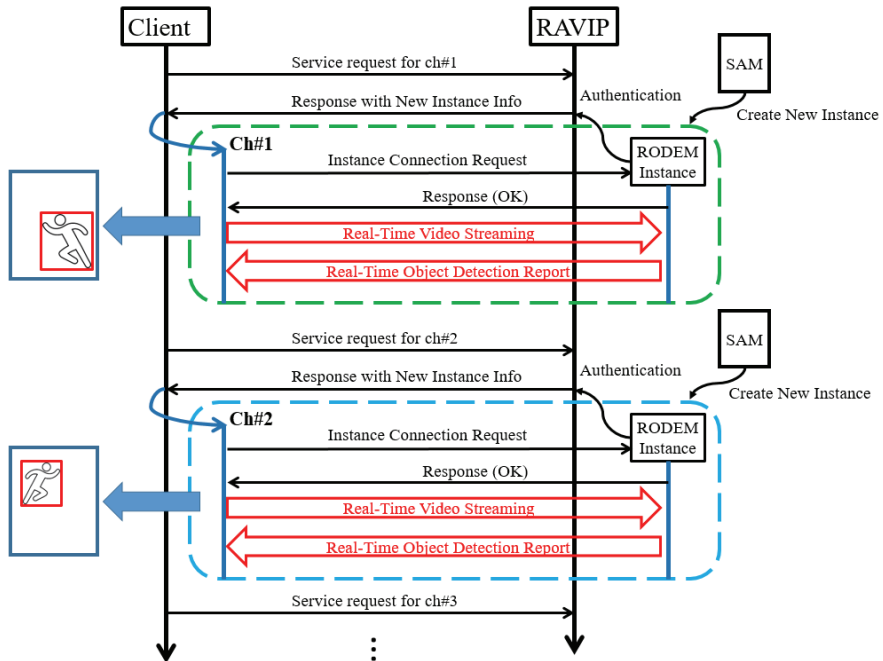 Client
RAVIP
Service request for ch#1
SAM
Response with New Instance Info
Authentication
Create New Instance
Ch#1
Instance Connection Request
RODEM
Instance
Response (OK)
Real-Time Video Streaming
Real-Time Object Detection Report
Service request for ch#2
SAM
Response with New Instance Info
Authentication
Create New Instance
Ch#2
Instance Connection Request
RODEM
Instance
Response (OK)
Real-Time Video Streaming
Real-Time Object Detection Report
Service request for ch#3